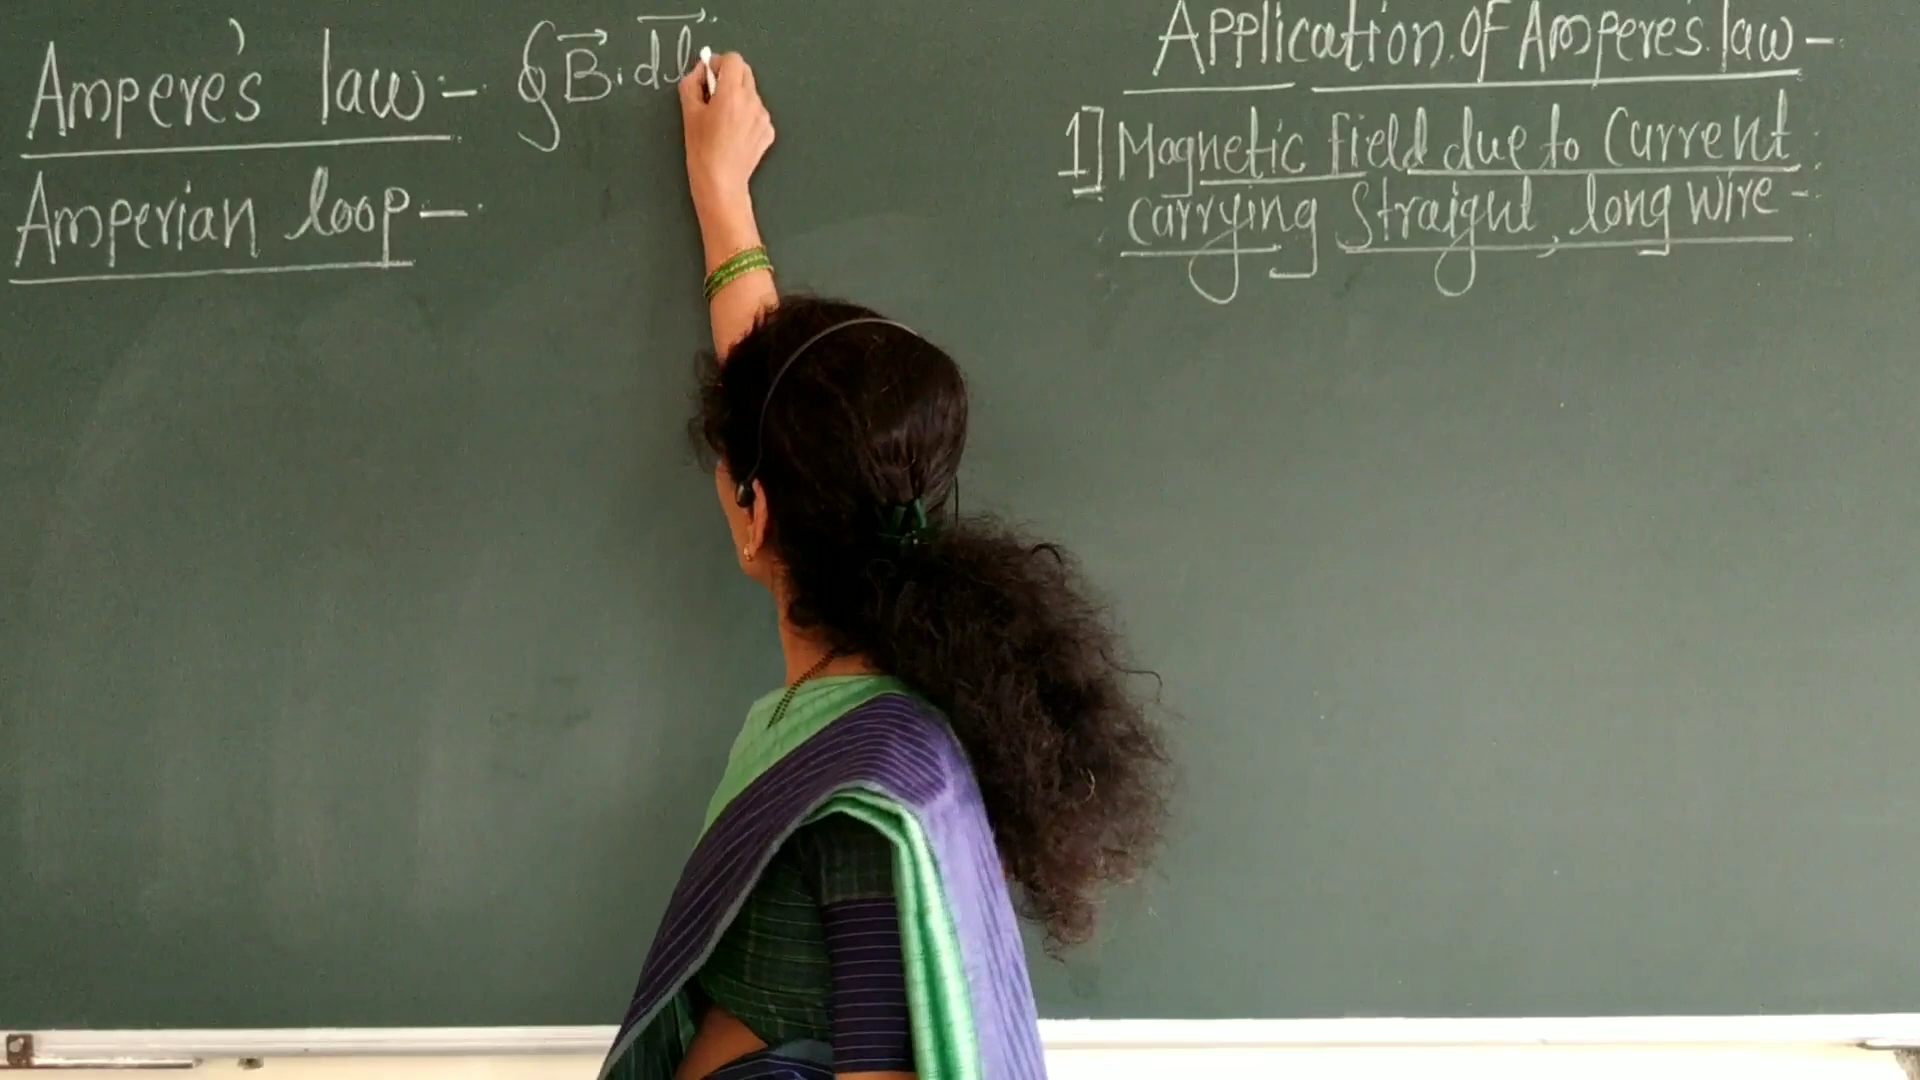 Ampere's law:- ∮B⃗.dl⃗
Amperian loop-
Application of Ampere's law-
1] Magnetic field due to current
carrying straight, long wire-